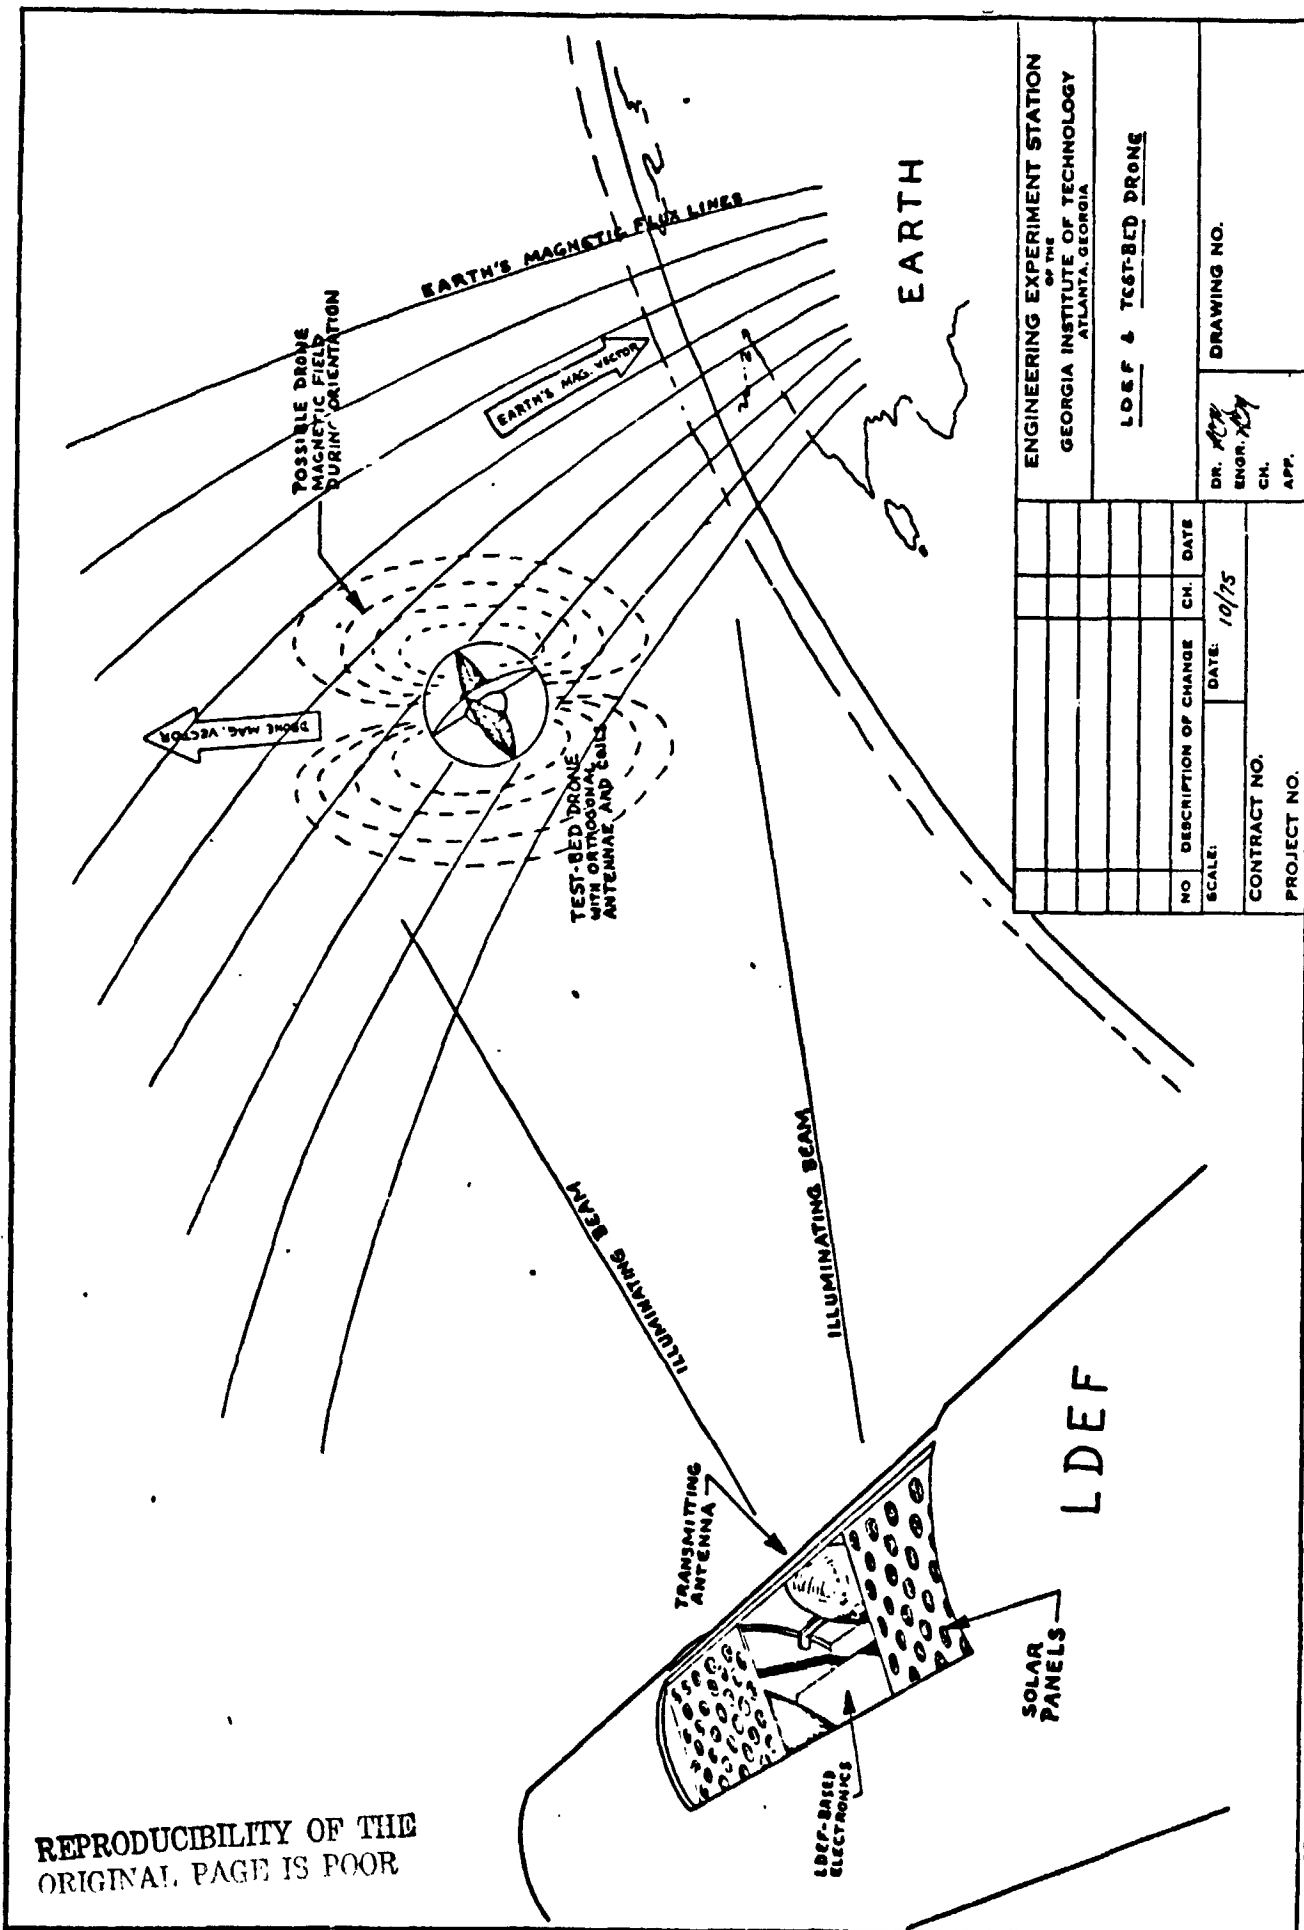 POSSIBLE DRONE
MAGNETIC FIELD
DURING ORIENTATION
EARTH'S MAGNETIC FLUX LINES
DRONE MAG. VECTOR
EARTH'S MAG. VECTOR
TEST-BED DRONE
WITH ORTHOGONAL
ANTENNAE AND COILS
EARTH
ILLUMINATING BEAM
ILLUMINATING BEAM
TRANSMITTING
ANTENNA
LDEF-BASED
ELECTRONICS
SOLAR
PANELS
LDEF
ENGINEERING EXPERIMENT STATION
OF THE
GEORGIA INSTITUTE OF TECHNOLOGY
ATLANTA, GEORGIA
LDEF & TEST-BED DRONE
NO DESCRIPTION OF CHANGE CH. DATE
SCALE: DATE: 10/75
DR.
ENGR.
CH.
APP.
DRAWING NO.
CONTRACT NO.
PROJECT NO.
REPRODUCIBILITY OF THE
ORIGINAL PAGE IS POOR